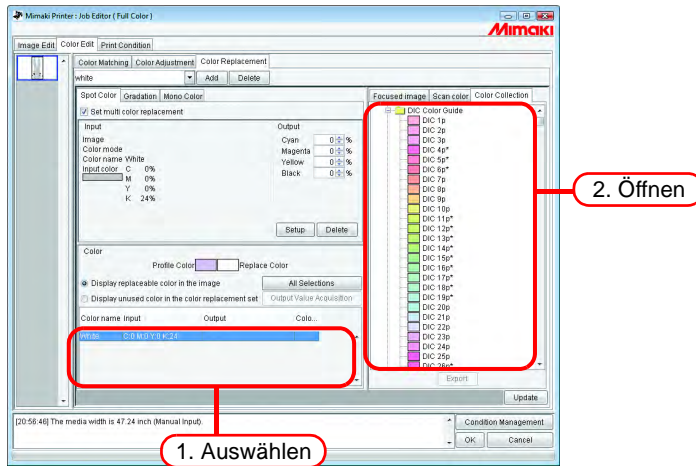 Mimaki Printer : Job Editor ( Full Color )
Mimaki
Image Edit Color Edit Print Condition
Color Matching Color Adjustment Color Replacement
white Add Delete
Spot Color Gradation Mono Color
Set multi color replacement
Input
Image
Color mode
Color name White
Input color C 0%
M 0%
Y 0%
K 24%
Output
Cyan 0 %
Magenta 0 %
Yellow 0 %
Black 0 %
Setup Delete
Color
Profile Color Replace Color
Display replaceable color in the image All Selections
Display unused color in the color replacement set Output Value Acquisition
Color name Input Output Colo...
White C:0 M:0 Y:0 K:24
Focused image Scan color Color Collection
DIC Color Guide
DIC 1p
DIC 2p
DIC 3p
DIC 4p*
DIC 5p*
DIC 6p*
DIC 7p
DIC 8p
DIC 9p
DIC 10p
DIC 11p*
DIC 12p*
DIC 13p*
DIC 14p*
DIC 15p*
DIC 16p*
DIC 17p*
DIC 18p*
DIC 19p*
DIC 20p
DIC 21p
DIC 22p
DIC 23p
DIC 24p
DIC 25p
DIC 26p*
Export
2. Öffnen
Update
[20:56:46] The media width is 47.24 inch (Manual Input).
Condition Management
OK Cancel
1. Auswählen